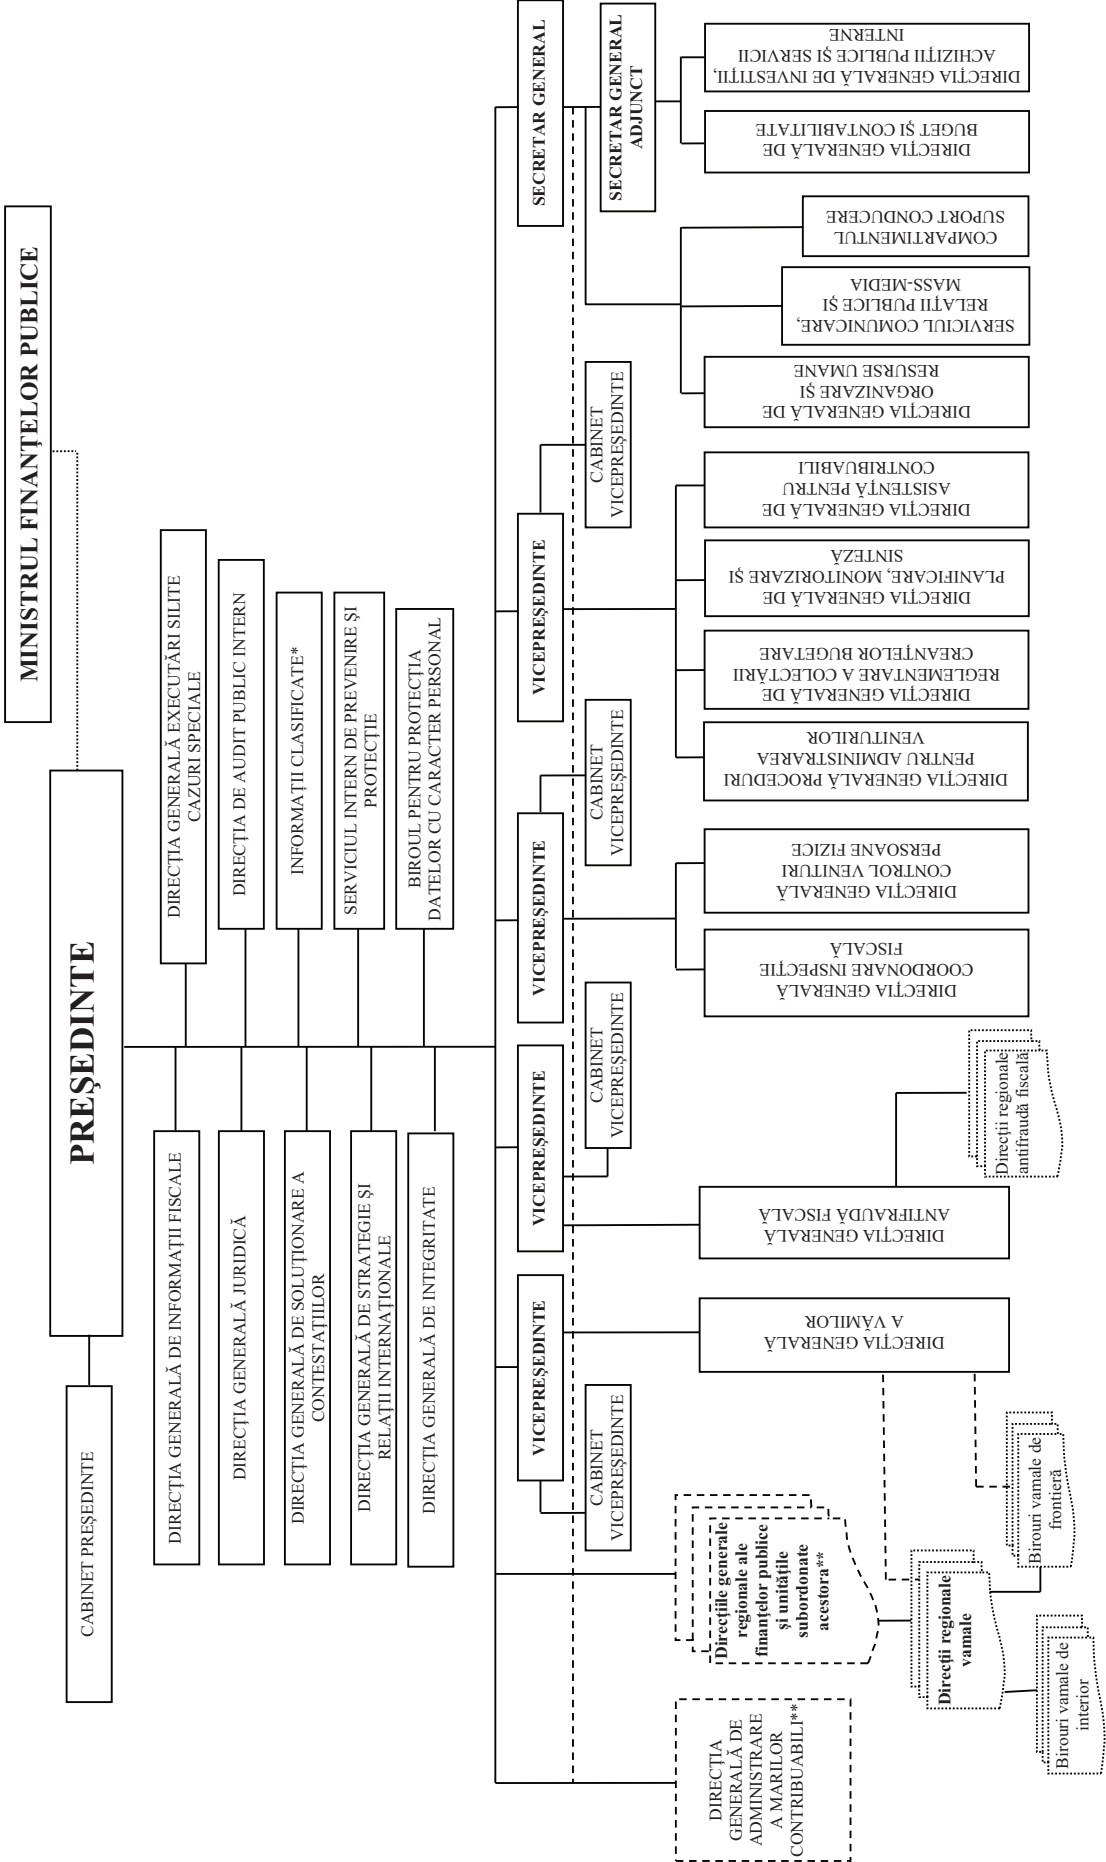 MINISTRUL FINANȚELOR PUBLICE
PREȘEDINTE
CABINET PREȘEDINTE
DIRECȚIA GENERALĂ DE INFORMAȚII FISCALE
DIRECȚIA GENERALĂ JURIDICĂ
DIRECȚIA GENERALĂ DE SOLUȚIONARE A
CONTESTAȚIILOR
DIRECȚIA GENERALĂ DE STRATEGIE ȘI
RELAȚII INTERNAȚIONALE
DIRECȚIA GENERALĂ DE INTEGRITATE
DIRECȚIA GENERALĂ EXECUTĂRI SILITE
CAZURI SPECIALE
DIRECȚIA DE AUDIT PUBLIC INTERN
INFORMAȚII CLASIFICATE*
SERVICIUL INTERN DE PREVENIRE ȘI
PROTECȚIE
BIROUL PENTRU PROTECȚIA
DATELOR CU CARACTER PERSONAL
VICEPREȘEDINTE
VICEPREȘEDINTE
VICEPREȘEDINTE
VICEPREȘEDINTE
SECRETAR GENERAL
CABINET
VICEPREȘEDINTE
CABINET
VICEPREȘEDINTE
CABINET
VICEPREȘEDINTE
CABINET
VICEPREȘEDINTE
SECRETAR GENERAL
ADJUNCT
DIRECȚIA
GENERALĂ DE
ADMINISTRARE
A MARILOR
CONTRIBUABILI**
Direcțiile generale
regionale ale
finanțelor publice
și unitățile
subordonate
acestora**
DIRECȚIA GENERALĂ
A VĂMILOR
DIRECȚIA GENERALĂ
ANTIFRAUDĂ FISCALĂ
DIRECȚIA GENERALĂ
COORDONARE INSPECȚIE
FISCALĂ
DIRECȚIA GENERALĂ
CONTROL VENITURI
PERSOANE FIZICE
DIRECȚIA GENERALĂ PROCEDURI
PENTRU ADMINISTRAREA
VENITURILOR
DIRECȚIA GENERALĂ DE
REGLEMENTARE A COLECTĂRII
CREANȚELOR BUGETARE
DIRECȚIA GENERALĂ DE
PLANIFICARE, MONITORIZARE ȘI
SINTEZĂ
DIRECȚIA GENERALĂ DE
ASISTENȚĂ PENTRU
CONTRIBUABILI
DIRECȚIA GENERALĂ DE
ORGANIZARE ȘI
RESURSE UMANE
SERVICIUL COMUNICARE,
RELAȚII PUBLICE ȘI
MASS-MEDIA
COMPARTIMENTUL
SUPORT CONDUCERE
DIRECȚIA GENERALĂ DE
BUGET ȘI CONTABILITATE
DIRECȚIA GENERALĂ DE INVESTIȚII,
ACHIZIȚII PUBLICE ȘI SERVICII
INTERNE
Direcții regionale
vamale
Direcții regionale
antifraudă fiscală
Birouri vamale de
interior
Birouri vamale de
frontieră